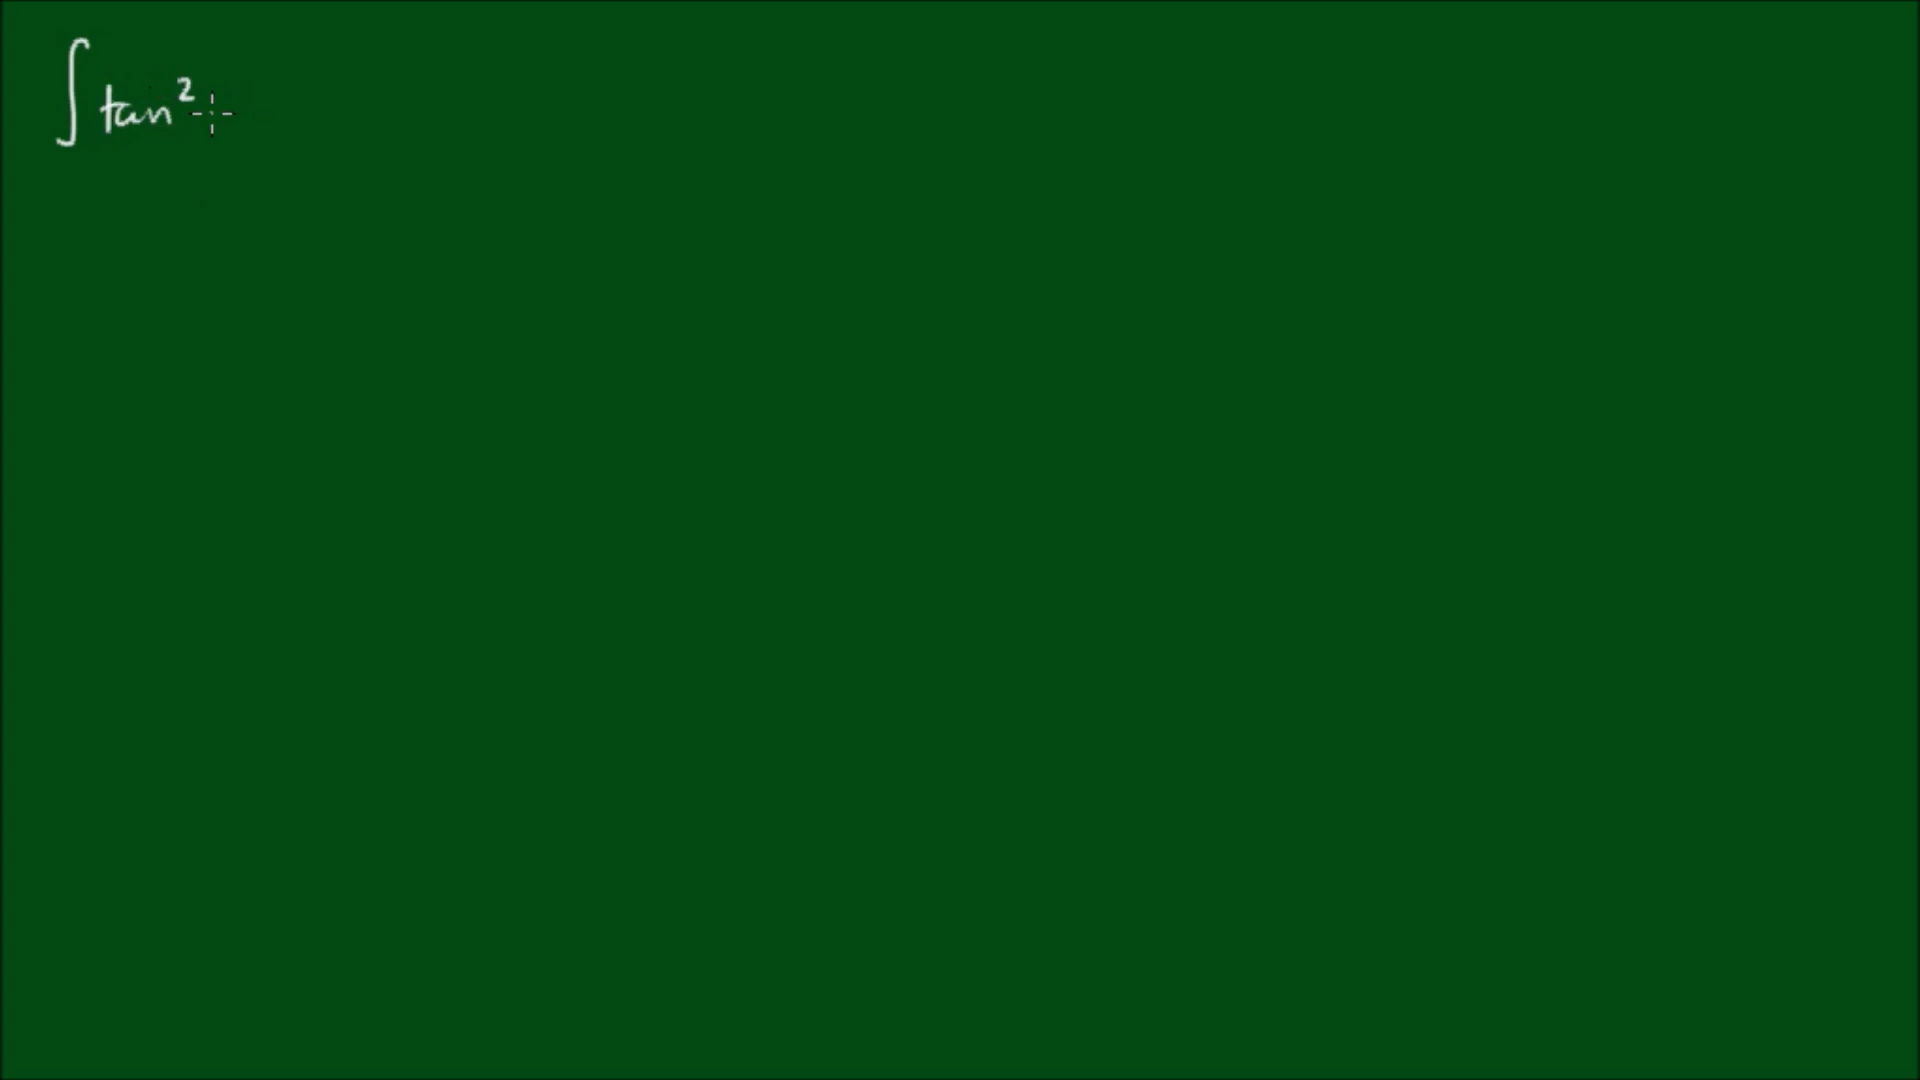 ∫ tan²